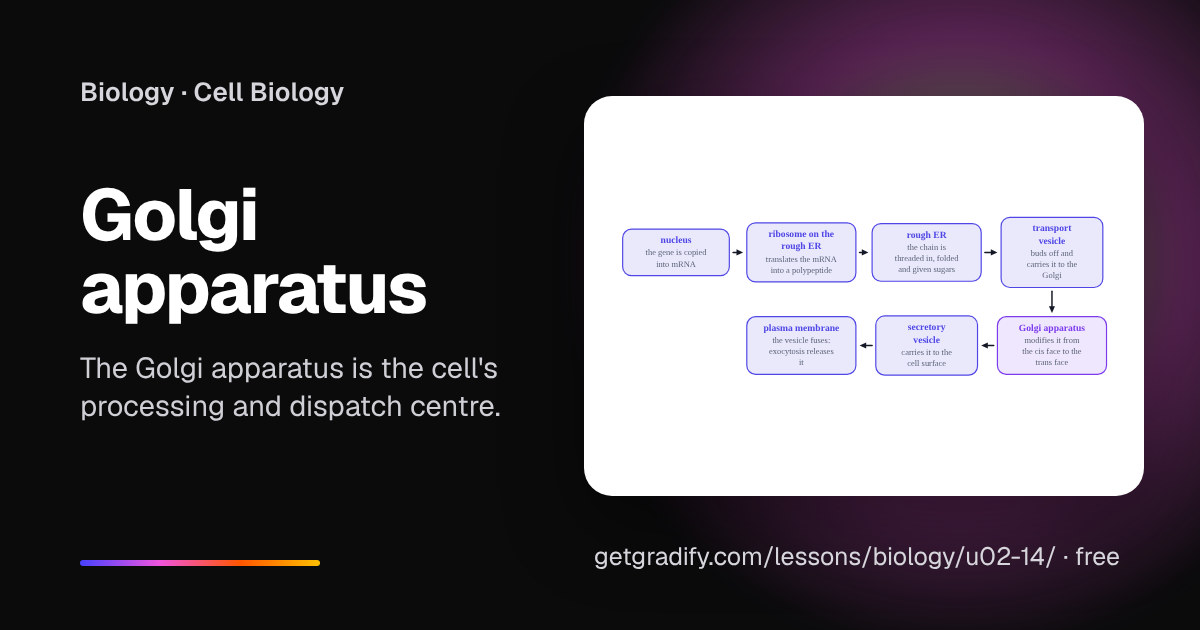 Biology · Cell Biology
Golgi
apparatus
The Golgi apparatus is the cell's
processing and dispatch centre.
nucleus
the gene is copied
into mRNA
ribosome on the
rough ER
translates the mRNA
into a polypeptide
rough ER
the chain is
threaded in, folded
and given sugars
transport
vesicle
buds off and
carries it to the
Golgi
Golgi apparatus
modifies it from
the cis face to the
trans face
secretory
vesicle
carries it to the
cell surface
plasma membrane
the vesicle fuses:
exocytosis releases
it
getgradify.com/lessons/biology/u02-14/ · free